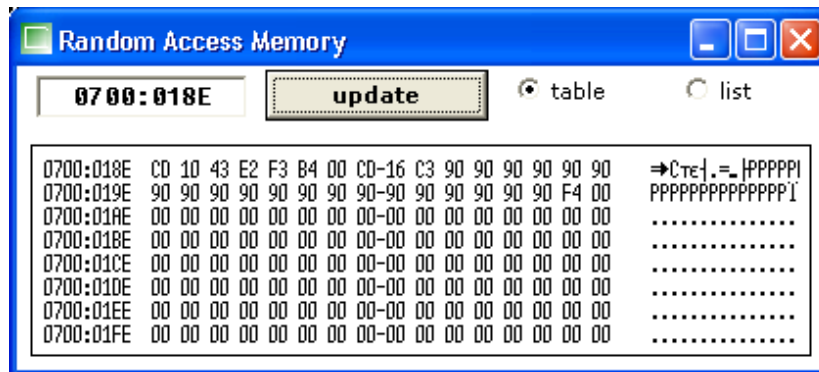 Random Access Memory
0700:018E update table list
0700:018E CD 10 43 E2 F3 B4 00 CD-16 C3 90 90 90 90 90 90
0700:019E 90 90 90 90 90 90 90 90-90 90 90 90 90 90 F4 00
0700:01AE 00 00 00 00 00 00 00 00-00 00 00 00 00 00 00 00
0700:01BE 00 00 00 00 00 00 00 00-00 00 00 00 00 00 00 00
0700:01CE 00 00 00 00 00 00 00 00-00 00 00 00 00 00 00 00
0700:01DE 00 00 00 00 00 00 00 00-00 00 00 00 00 00 00 00
0700:01EE 00 00 00 00 00 00 00 00-00 00 00 00 00 00 00 00
0700:01FE 00 00 00 00 00 00 00 00-00 00 00 00 00 00 00 00